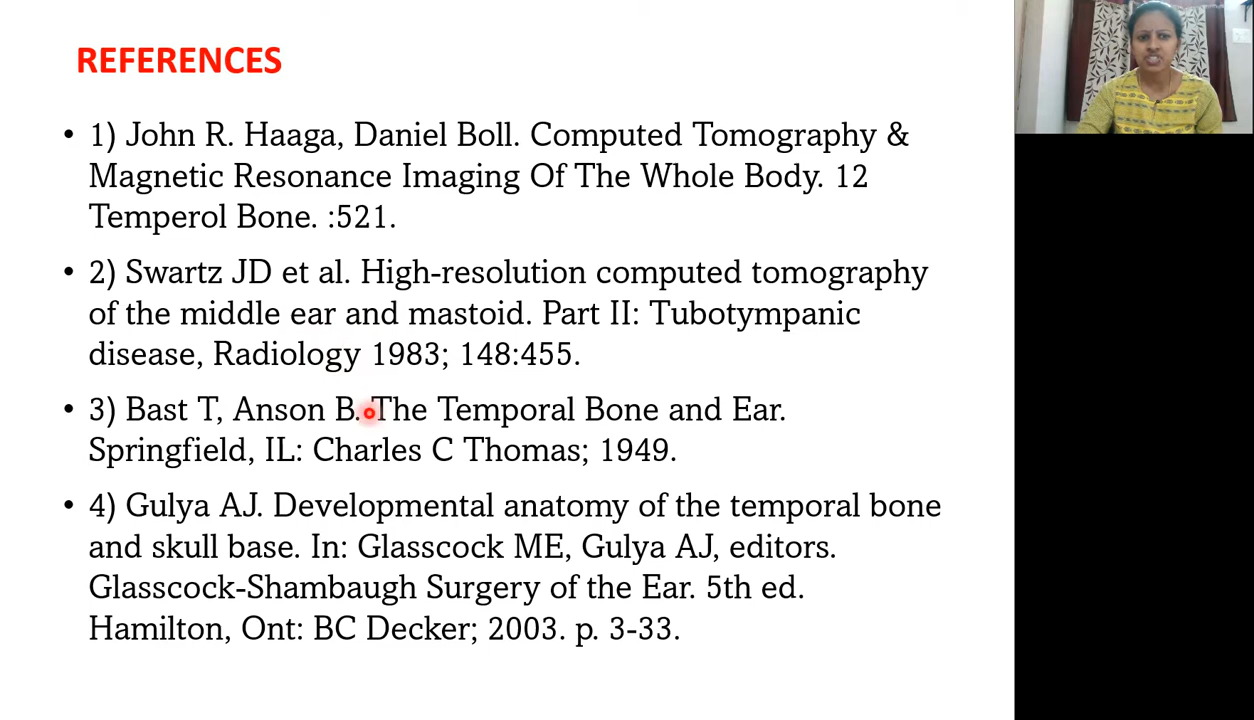 REFERENCES
• 1) John R. Haaga, Daniel Boll. Computed Tomography &
Magnetic Resonance Imaging Of The Whole Body. 12
Temperol Bone. :521.
• 2) Swartz JD et al. High-resolution computed tomography
of the middle ear and mastoid. Part II: Tubotympanic
disease, Radiology 1983; 148:455.
• 3) Bast T, Anson B. The Temporal Bone and Ear.
Springfield, IL: Charles C Thomas; 1949.
• 4) Gulya AJ. Developmental anatomy of the temporal bone
and skull base. In: Glasscock ME, Gulya AJ, editors.
Glasscock-Shambaugh Surgery of the Ear. 5th ed.
Hamilton, Ont: BC Decker; 2003. p. 3-33.